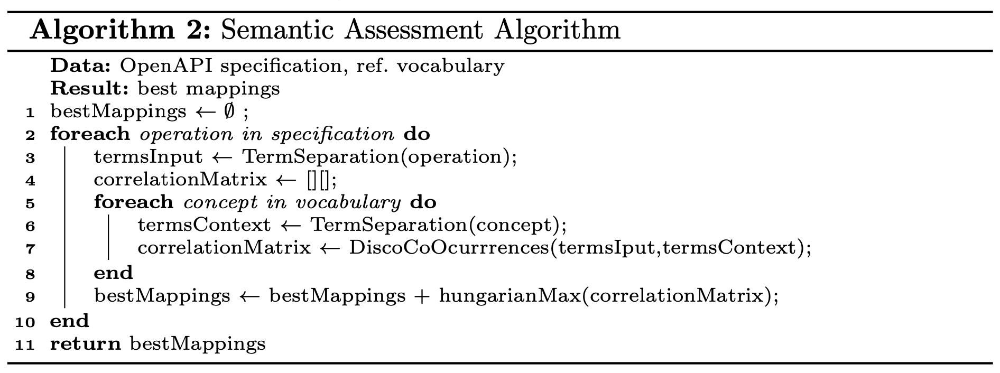 Algorithm 2: Semantic Assessment Algorithm
Data: OpenAPI specification, ref. vocabulary
Result: best mappings
1 bestMappings ← ∅ ;
2 foreach operation in specification do
3 termsInput ← TermSeparation(operation);
4 correlationMatrix ← [][];
5 foreach concept in vocabulary do
6 termsContext ← TermSeparation(concept);
7 correlationMatrix ← DiscoCoOcurrrences(termsIput,termsContext);
8 end
9 bestMappings ← bestMappings + hungarianMax(correlationMatrix);
10 end
11 return bestMappings